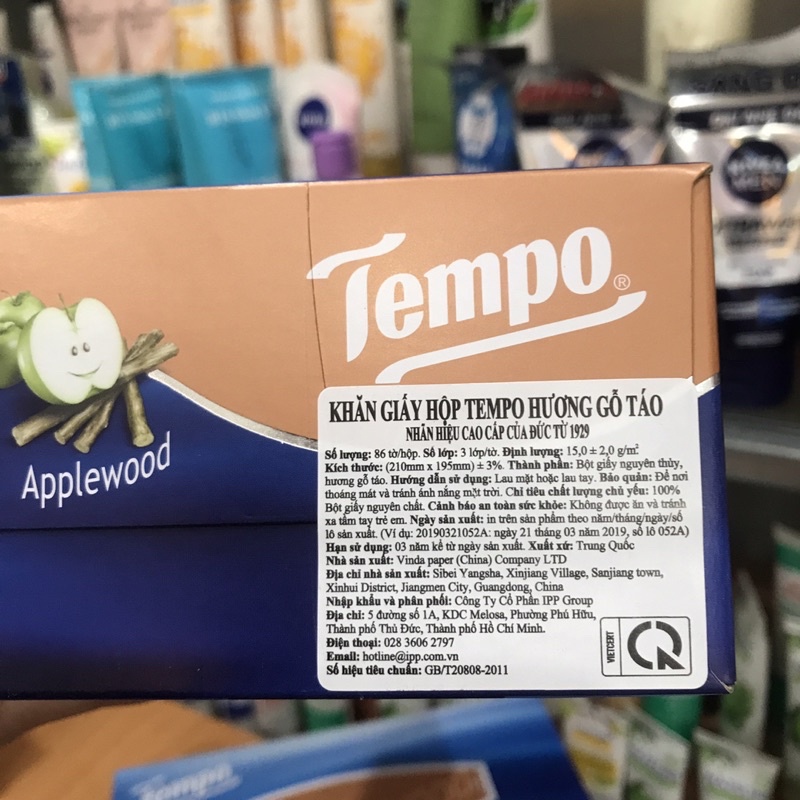 NIVEA
MEN
Tempo®
Applewood
KHĂN GIẤY HỘP TEMPO HƯƠNG GỖ TÁO
NHÃN HIỆU CAO CẤP CỦA ĐỨC TỪ 1929
Số lượng: 86 tờ/hộp. Số lớp: 3 lớp/tờ. Định lượng: 15,0 ± 2,0 g/m²
Kích thước: (210mm x 195mm) ± 3%. Thành phần: Bột giấy nguyên thủy,
hương gỗ táo. Hướng dẫn sử dụng: Lau mặt hoặc lau tay. Bảo quản: Để nơi
thoáng mát và tránh ánh nắng mặt trời. Chỉ tiêu chất lượng chủ yếu: 100%
Bột giấy nguyên chất. Cảnh báo an toàn sức khỏe: Không được ăn và tránh
xa tầm tay trẻ em. Ngày sản xuất: in trên sản phẩm theo năm/tháng/ngày/số
lô sản xuất. (Ví dụ: 20190321052A: ngày 21 tháng 03 năm 2019, số lô 052A)
Hạn sử dụng: 03 năm kể từ ngày sản xuất. Xuất xứ: Trung Quốc
Nhà sản xuất: Vinda paper (China) Company LTD
Địa chỉ nhà sản xuất: Sibei Yangsha, Xinjiang Village, Sanjiang town,
Xinhui District, Jiangmen City, Guangdong, China
Nhập khẩu và phân phối: Công Ty Cổ Phần IPP Group
Địa chỉ: 5 đường số 1A, KDC Melosa, Phường Phú Hữu,
Thành phố Thủ Đức, Thành phố Hồ Chí Minh.
Điện thoại: 028 3606 2797
Email: hotline@ipp.com.vn
Số hiệu tiêu chuẩn: GB/T20808-2011
VIETCERT
Tempo